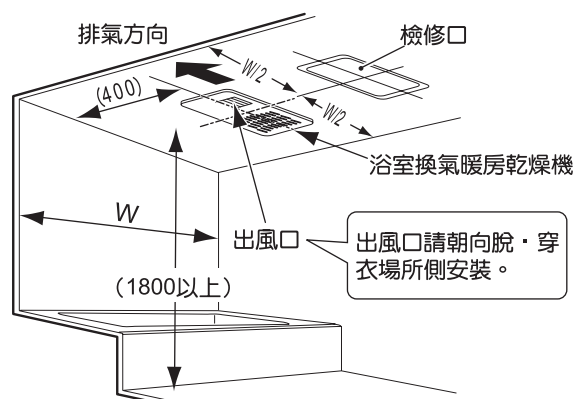 排氣方向
檢修口
W/2
(400)
W/2
浴室換氣暖房乾燥機
W
出風口
出風口請朝向脫・穿
衣場所側安裝。
(1800以上)